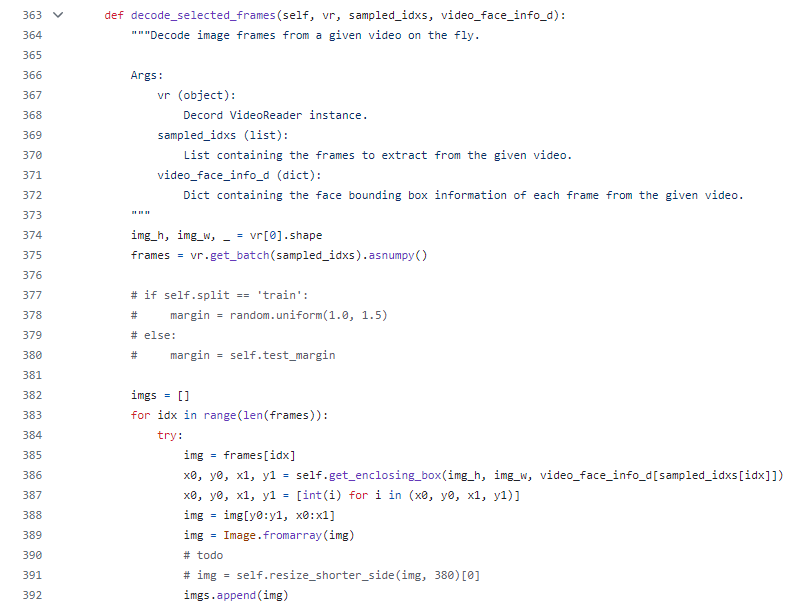 363 def decode_selected_frames(self, vr, sampled_idxs, video_face_info_d):
364 """Decode image frames from a given video on the fly.
365
366 Args:
367 vr (object):
368 Decord VideoReader instance.
369 sampled_idxs (list):
370 List containing the frames to extract from the given video.
371 video_face_info_d (dict):
372 Dict containing the face bounding box information of each frame from the given video.
373 """
374 img_h, img_w, _ = vr[0].shape
375 frames = vr.get_batch(sampled_idxs).asnumpy()
376
377 # if self.split == 'train':
378 #     margin = random.uniform(1.0, 1.5)
379 # else:
380 #     margin = self.test_margin
381
382 imgs = []
383 for idx in range(len(frames)):
384 try:
385 img = frames[idx]
386 x0, y0, x1, y1 = self.get_enclosing_box(img_h, img_w, video_face_info_d[sampled_idxs[idx]])
387 x0, y0, x1, y1 = [int(i) for i in (x0, y0, x1, y1)]
388 img = img[y0:y1, x0:x1]
389 img = Image.fromarray(img)
390 # todo
391 # img = self.resize_shorter_side(img, 380)[0]
392 imgs.append(img)